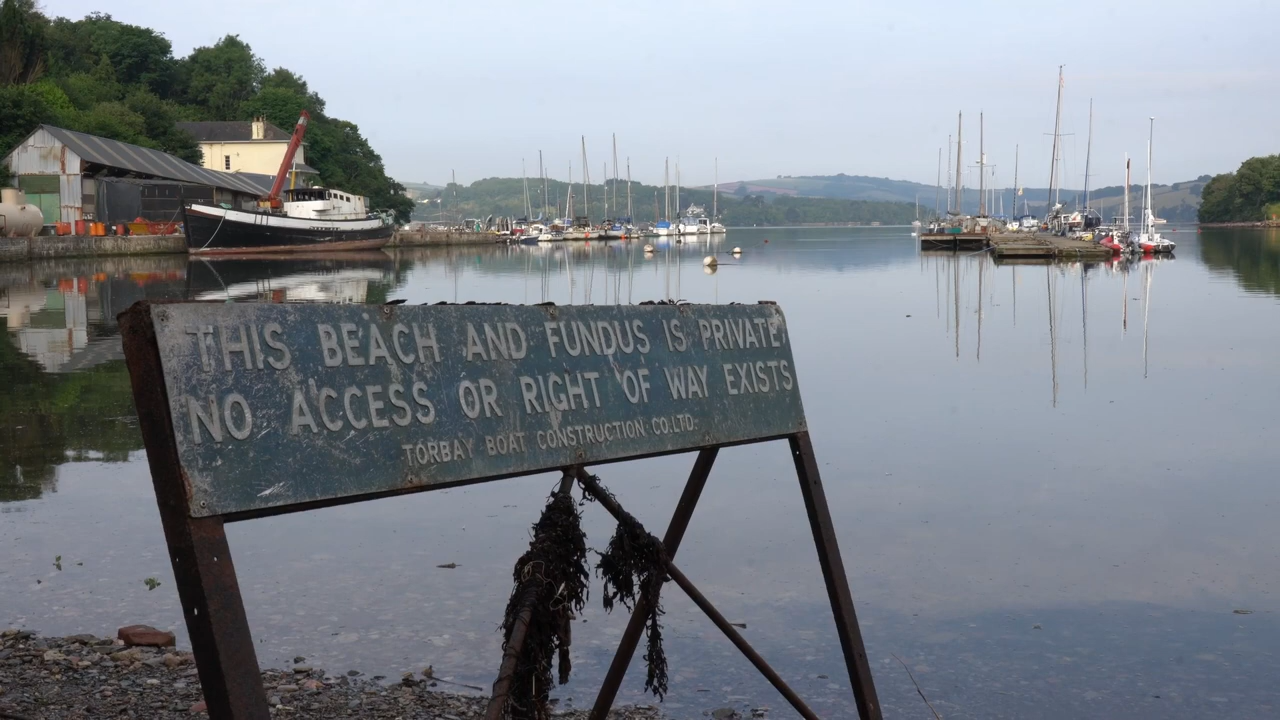 THIS BEACH AND FUNDUS IS PRIVATE,
NO ACCESS OR RIGHT OF WAY EXISTS
TORBAY BOAT CONSTRUCTION CO.LTD.